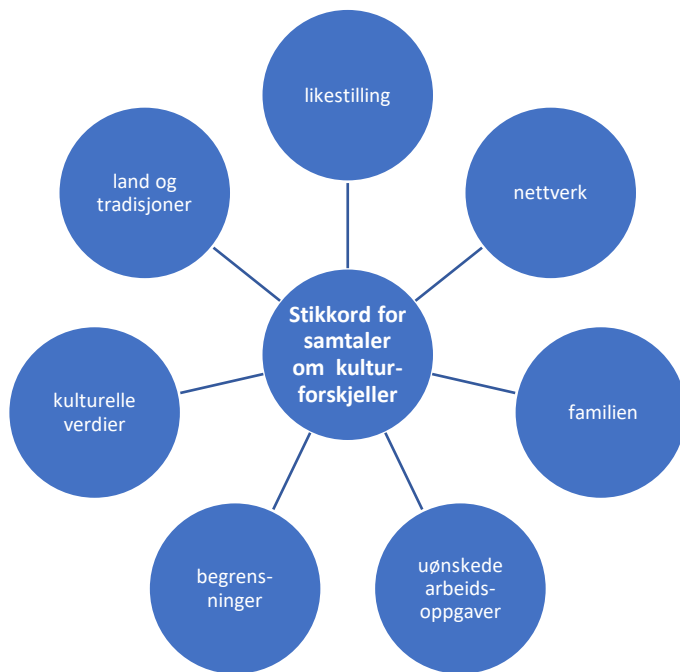 likestilling
land og
tradisjoner
nettverk
Stikkord for
samtaler
om kultur-
forskjeller
kulturelle
verdier
familien
begrens-
ninger
uønskede
arbeids-
oppgaver